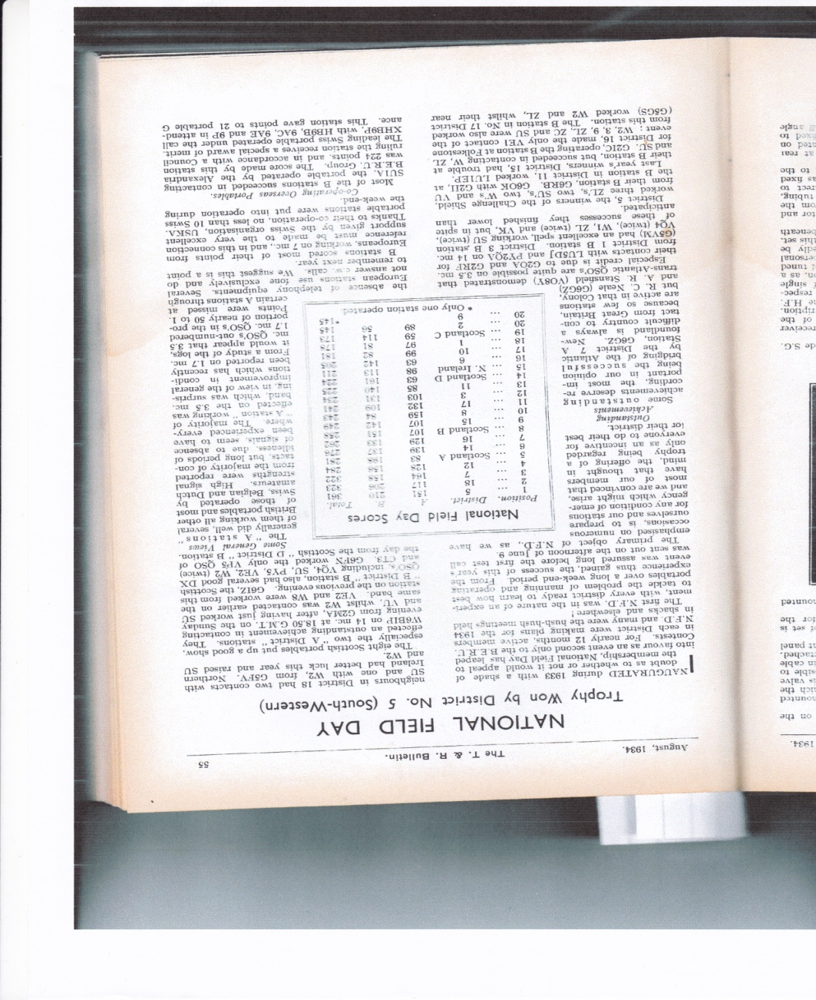 August, 1934.
The T. & R. Bulletin.
55
NATIONAL FIELD DAY
Trophy Won by District No. 5 (South-Western)
INAUGURATED during 1933 with a shade of
doubt as to whether or not it would appeal to
the membership, National Field Day has leaped
into favour as an event second only to the B.E.R.U.
Contests. For nearly 12 months, active members
in each District were making plans for the 1934
N.F.D. and many were the hush-hush meetings held
in shacks and elsewhere !
The first N.F.D. was in the nature of an experi-
ment, with every district ready to learn how best
to tackle the problem of manning and operating
portables over a long week-end period From the
experience thus gained, the success of this year's
event was assured long before the first test call
was sent out on the afternoon of June 9.
The primary object of N.F.D., as we have
emphasised on numerous
occasions, is to prepare
ourselves and our stations
for any condition of emer-
gency which might arise,
and we are convinced that
most of our members
have that thought in
mind, the offering of a
trophy being regarded
only as an incentive for
everyone to do their best
for their district.
Outstanding
Achievements
Some outstanding
achievements deserve re-
cording, the most im-
portant in our opinion
being the successful
bridging of the Atlantic
by the District 7 A
Station, G6GZ. New-
foundland is always a
difficult country to con-
tact from Great Britain,
because so few stations
are active in that Colony,
but R. C. Neale (G6GZ)
and A. R. Stansfield (VO8Y) demonstrated that
trans-Atlantic QSO's are quite possible on 3.5 mc.
Especial credit is due to G2OA and G2RF for
their contacts with LU5DJ and PY2QA on 14 mc.
from District 1 B station. District 3 B station
(G5VM) had an excellent spell, working SU (twice),
VQ4 (twice), W1, ZL (twice) and VK, but in spite
of these successes they finished lower than
anticipated.
District 5, the winners of the Challenge Shield,
worked three ZL's, two SU's, two W's and VU
from their B station, G6RB. G6OK with G2II, at
the B station in District 11, worked LU1EP.
Last year's winners, District 15, had trouble at
their B station, but succeeded in contacting W, ZL
and SU. G2IC, operating the B station at Folkestone
for District 16, made the only VE1 contact of the
event : W2, 3, 9, ZL, ZC and SU were also worked
from this station. The B station in No. 17 District
(G5GS) worked W2 and ZL, whilst their near
neighbours in District 18 had two contacts with
SU and one with W2, from G5FV. Northern
Ireland had better luck this year and raised SU
and W2.
The eight Scottish portables put up a good show,
especially the two " A District " stations. They
effected an outstanding achievement in contacting
W6BIP on 14 mc. at 18.50 G.M.T. on the Sunday
evening from G2MA, after having just worked SU
and VU, whilst W2 was contacted earlier on the
same band. VE2 and W8 were worked from this
station on the previous evening. G6IZ, the Scottish
" B District " B station, also had several good DX
QSO's, including VQ4, SU, PY5, VE2, W2 (twice)
and CT3. G6FN worked the only VP5 QSO of
the day from the Scottish " D District " B station.
National Field Day Scores
Position. District. A B. Total.
1 ... 5 151 210 361
2 ... 18 117 206 323
3 ... 7 164 158 322
4 ... 12 128 156 284
5 ... Scotland A 83 198 281
6 ... 14 139 137 276
7 ... 16 129 133 262
8 ... Scotland B 107 151 258
9 ... 15 107 142 249
10 ... 8 159 84 243
11 ... 17 132 109 241
12 ... 3 103 131 234
13 ... 11 85 140 225
14 ... Scotland D 63 161 224
15 ... N. Ireland 98 113 211
16 ... 6 63 142 205
17 ... 10 99 82 181
18 ... 1 97 81 178
19 ... Scotland C 59 114 173
20 ... 2 89 56 145
20 ... 9 *145
* Only one station operated
Some General Views
The " A stations "
generally did well, several
of them working all other
British portables and most
of those operated by
Swiss, Belgian and Dutch
amateurs. High signal
strengths were reported
from the majority of con-
tacts, but long periods of
idleness, due to absence
of signals, seem to have
been experienced every-
where. The majority of
" A station " working was
effected on the 3.5 mc.
band, which was surpris-
ing, in view of the general
improvement in condi-
tions which has recently
been reported on 1.7 mc.
From a study of the logs,
it would appear that 3.5
mc. QSO's out-numbered
1.7 mc. QSO's in the pro-
portion of nearly 50 to 1.
Points were missed at
certain A stations through
the absence of telephony equipments. Several
European stations use fone exclusively and do
not answer c.w. calls. We suggest this is a point
to remember next year.
B stations scored most of their points from
Europeans, working on 7 mc., and in this connection
reference must be made to the very excellent
support given by the Swiss organisation, USKA.
Thanks to their co-operation, no less than 10 Swiss
portable stations were put into operation during
the week-end.
Co-operating Overseas Portables.
Most of the B stations succeeded in contacting
SU1A, the portable operated by the Alexandria
B.E.R.U. Group. The score made by this station
was 224 points, and in accordance with a Council
ruling the station receives a special award of merit.
The leading Swiss portable operated under the call
XHB9P, with HB9B, 9AC, 9AE and 9P in attend-
ance. This station gave points to 21 portable G